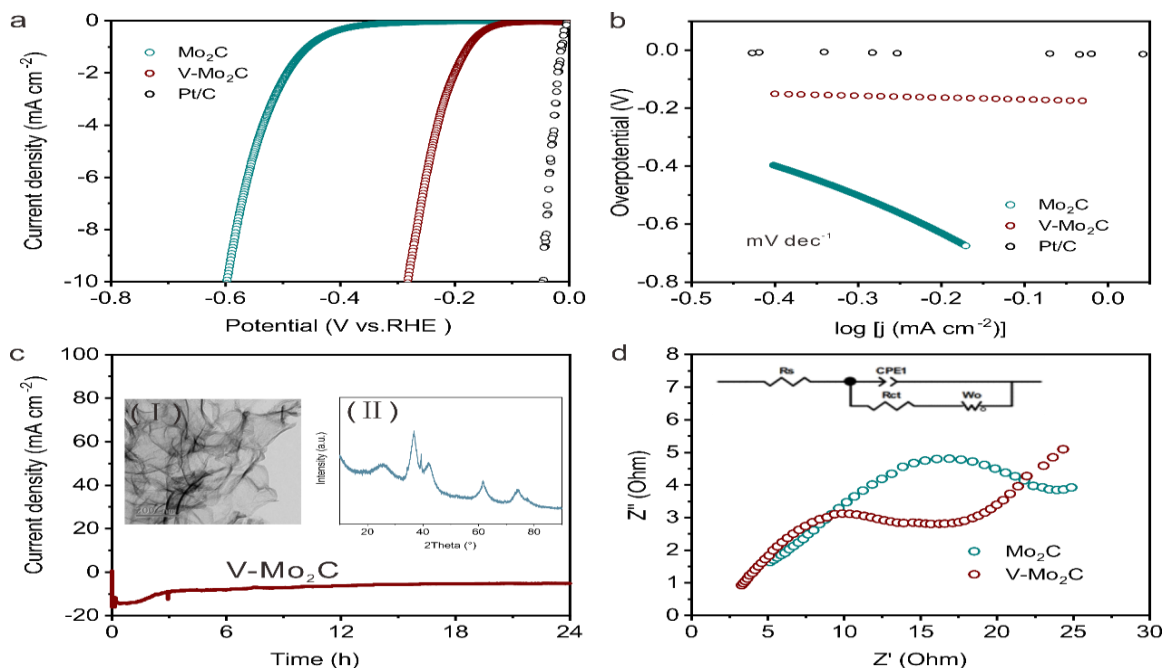 a
0
-2
-4
-6
-8
-10
Current density (mA cm⁻²)
Mo₂C
V-Mo₂C
Pt/C
-0.8
-0.6
-0.4
-0.2
0.0
Potential (V vs.RHE )
b
0.0
-0.2
-0.4
-0.6
-0.8
Overpotential (V)
mV dec⁻¹
Mo₂C
V-Mo₂C
Pt/C
-0.5
-0.4
-0.3
-0.2
-0.1
0.0
log [j (mA cm⁻²)]
c
100
80
60
40
20
0
-20
Current density (mA cm⁻²)
(I)
(II)
Intensity (a.u.)
20
40
60
80
2Theta (°)
V-Mo₂C
0
6
12
18
24
Time (h)
d
8
7
6
5
4
3
2
1
0
Z'' (Ohm)
Rs
CPE1
Rct
Wo
Mo₂C
V-Mo₂C
0
5
10
15
20
25
30
Z' (Ohm)